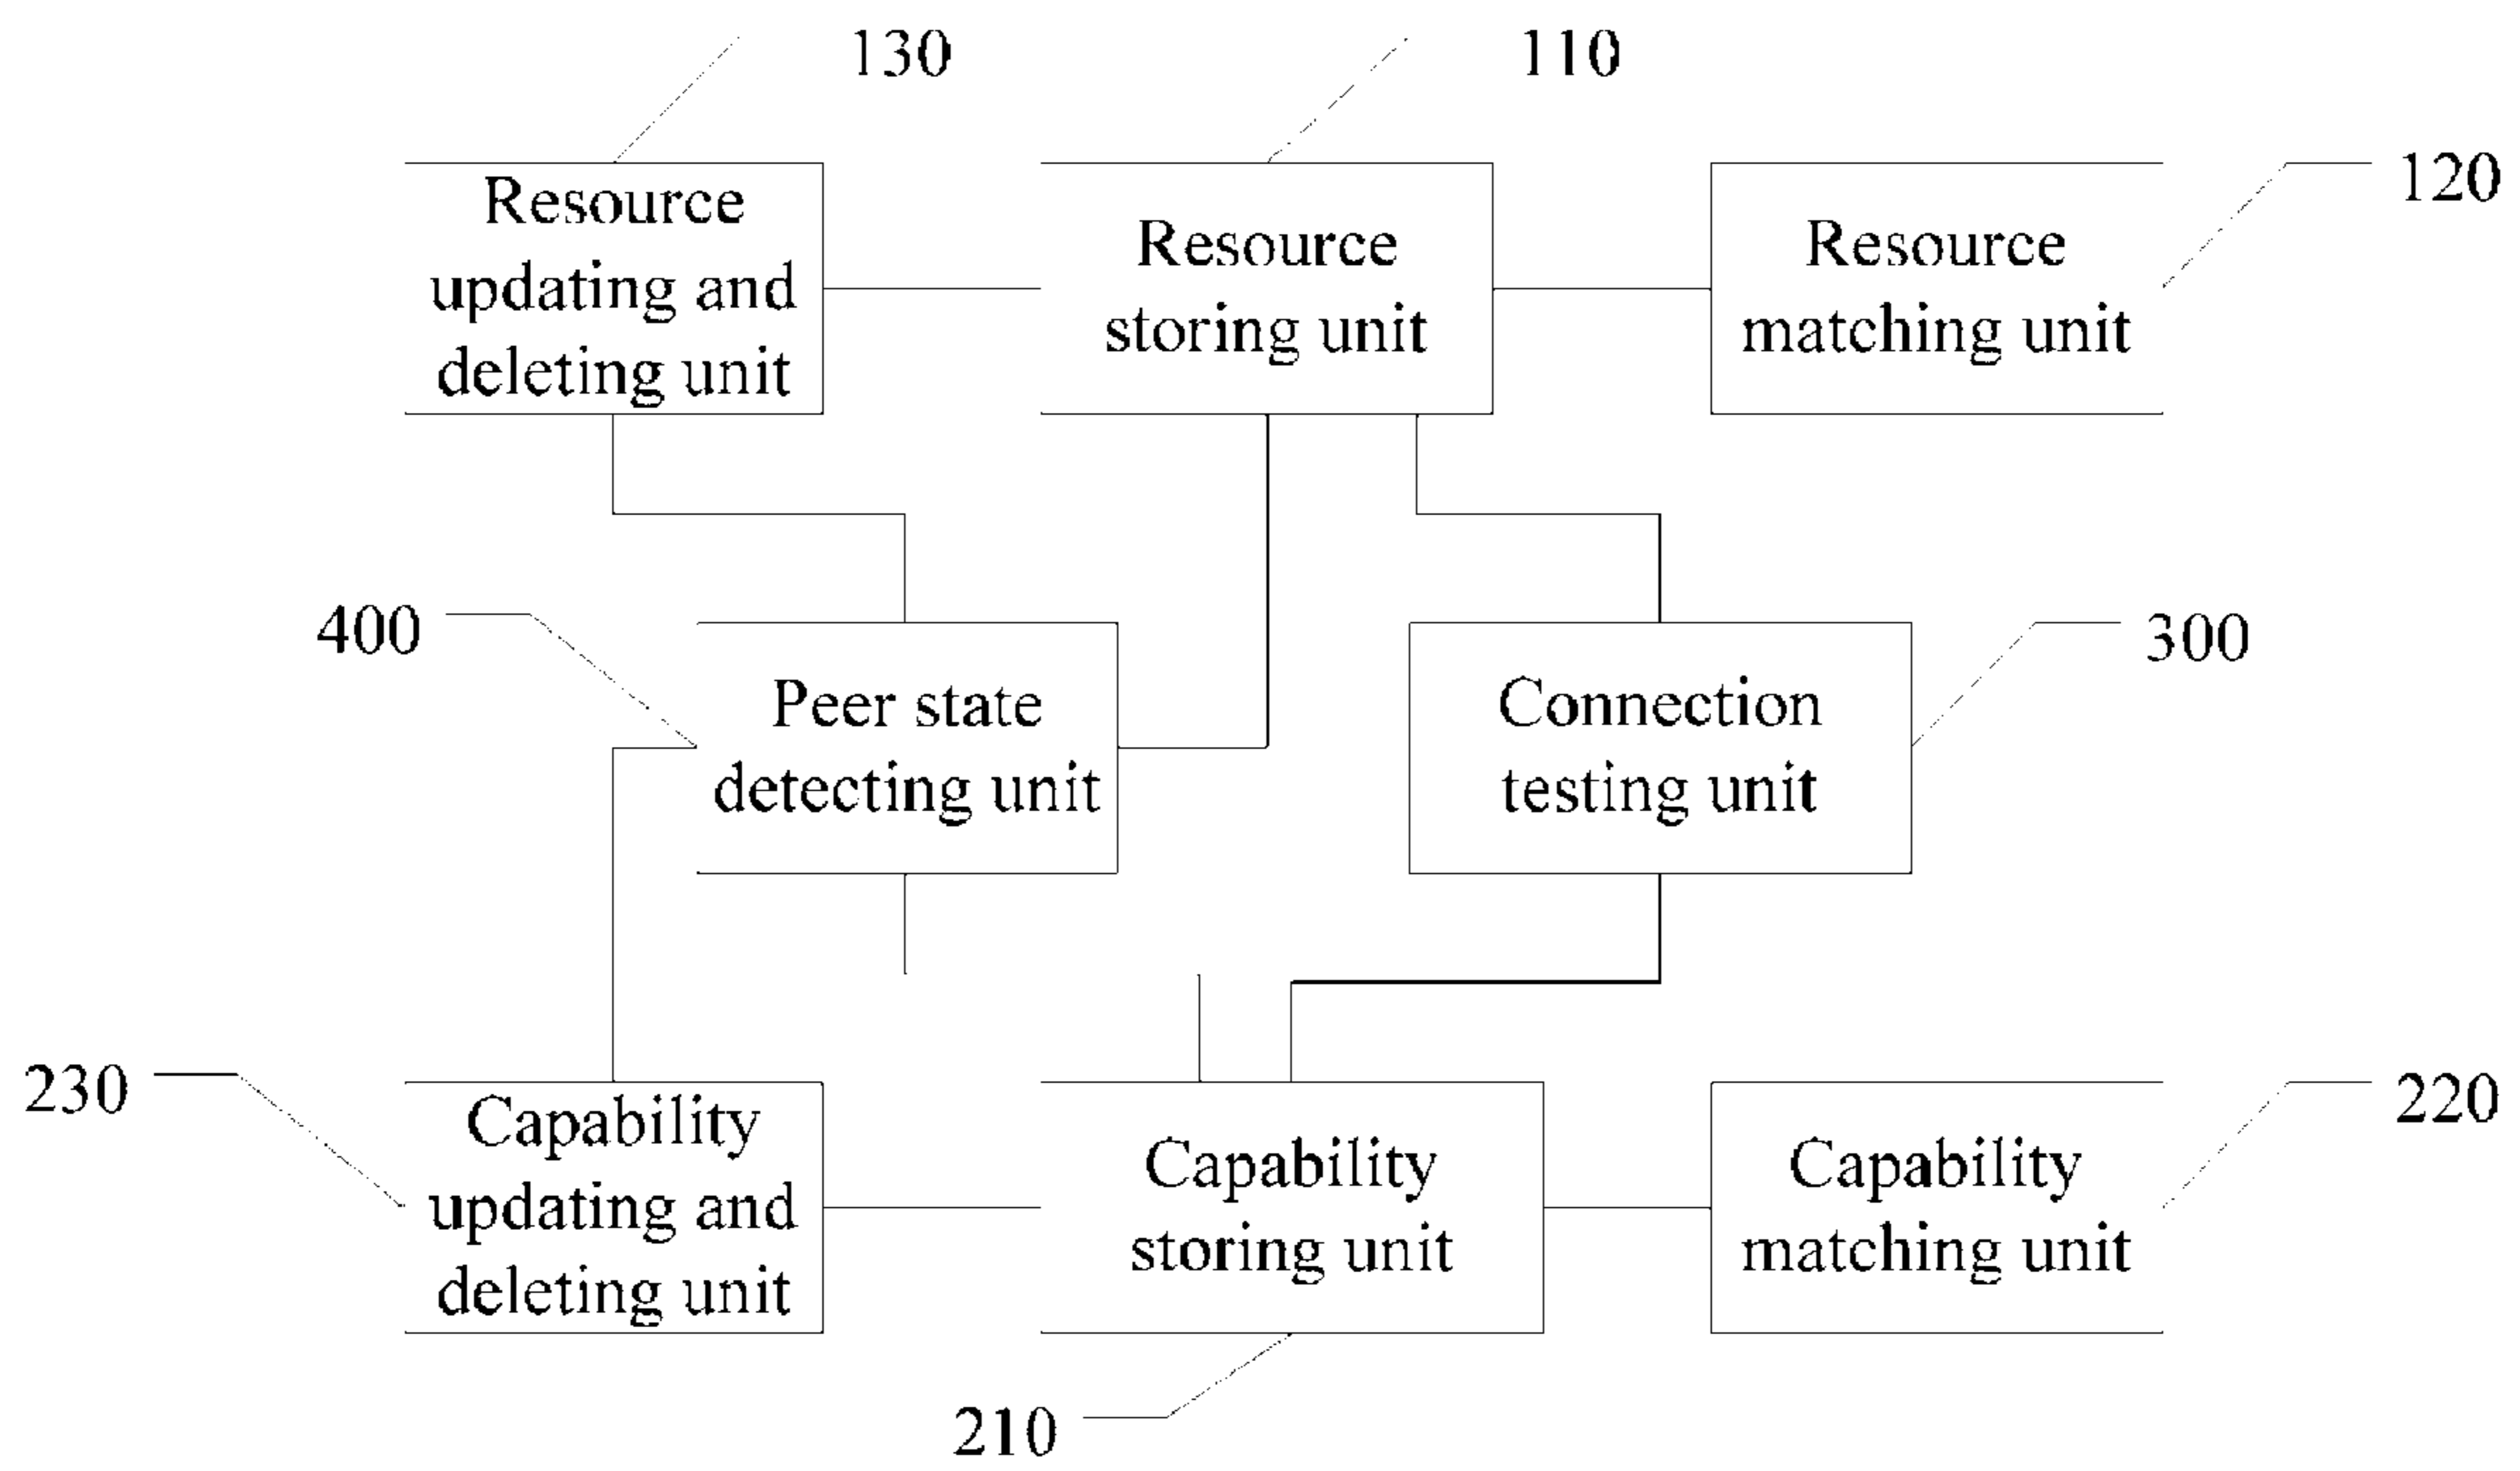 130
110
120
Resource
updating and
deleting unit
Resource
storing unit
Resource
matching unit
400
300
Peer state
detecting unit
Connection
testing unit
230
220
Capability
updating and
deleting unit
Capability
storing unit
Capability
matching unit
210